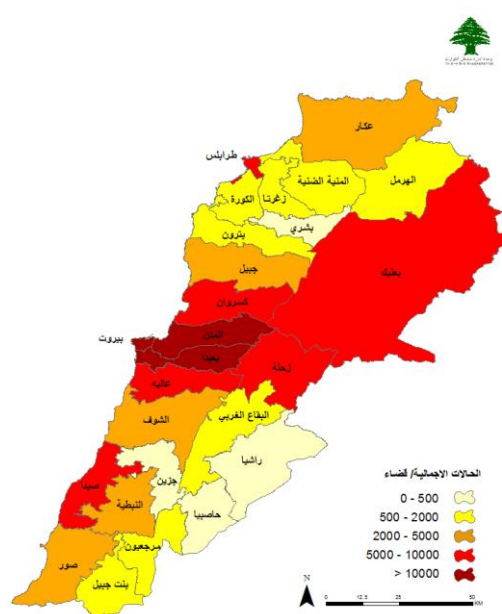 عكار
طرابلس
المنية الضنية
الهرمل
زغرتا
الكورة
بشري
بترون
جبيل
بعلبك
كسروان
المتن
بيروت
بعبدا
زحلة
عاليه
الشوف
البقاع الغربي
راشيا
صيدا
جزين
النبطية
حاصبيا
مرجعيون
صور
بنت جبيل
الحالات الاجمالية/ قضاء
0 - 500
500 - 2000
2000 - 5000
5000 - 10000
> 10000
N
0
12.5
25
50
KM